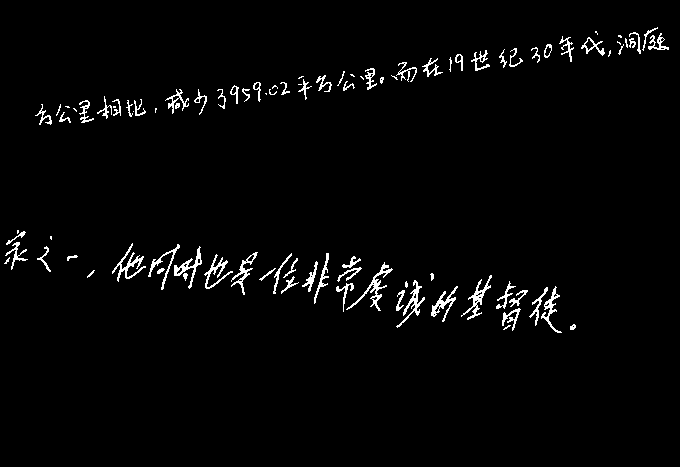 方公里相比，减少了959.02平方公里。而在19世纪30年代，洞庭
家之一，他同时也是一位非常虔诚的基督徒。